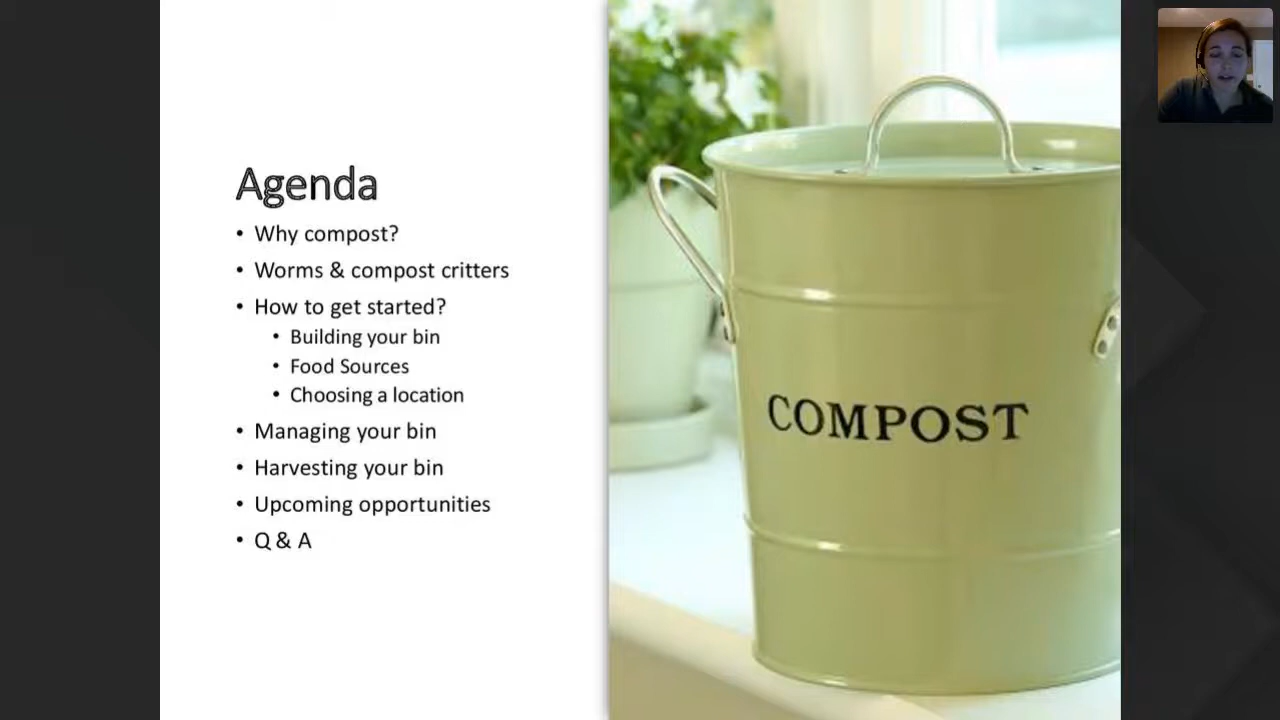 Agenda
• Why compost?
• Worms & compost critters
• How to get started?
• Building your bin
• Food Sources
• Choosing a location
• Managing your bin
• Harvesting your bin
• Upcoming opportunities
• Q & A
COMPOST